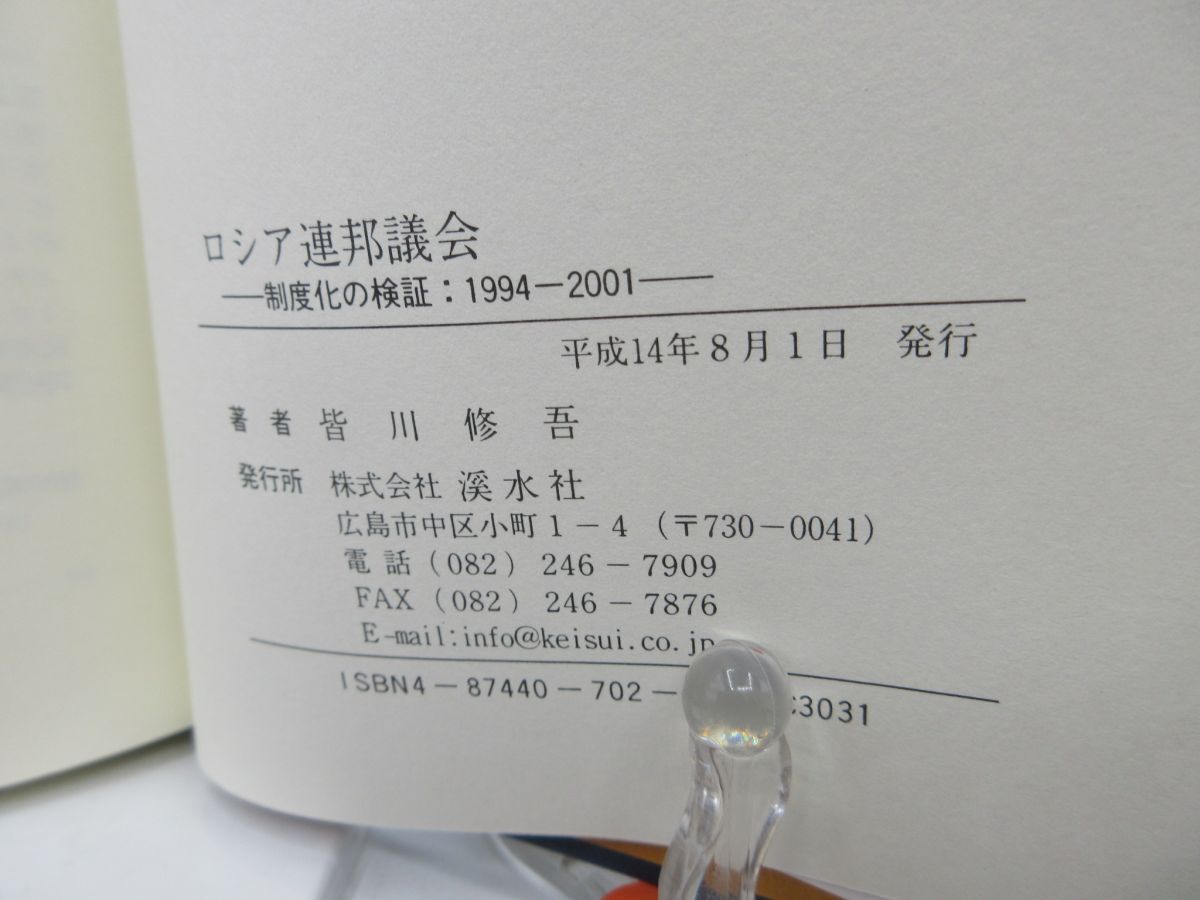 ロシア連邦議会
―制度化の検証：1994－2001――
平成14年8月1日　発行
著者 皆川修吾
発行所 株式会社 溪水社
広島市中区小町1－4（〒730－0041）
電話（082）246－7909
FAX（082）246－7876
E-mail:info@keisui.co.jp
ISBN4－87440－702－ C3031